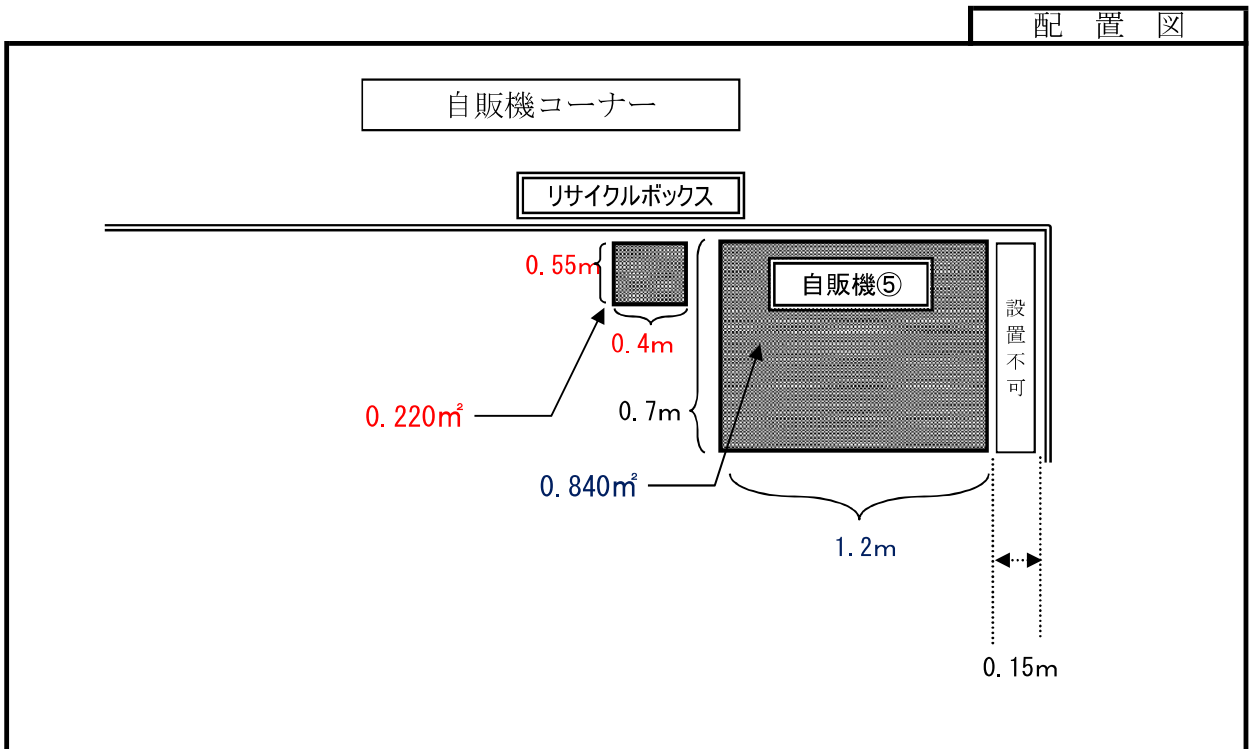 配 置 図
自販機コーナー
リサイクルボックス
0.55m
自販機⑤
設置不可
0.4m
0.7m
0.220㎡
0.840㎡
1.2m
0.15m